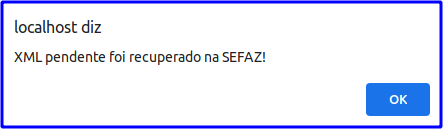 localhost diz
XML pendente foi recuperado na SEFAZ!
OK